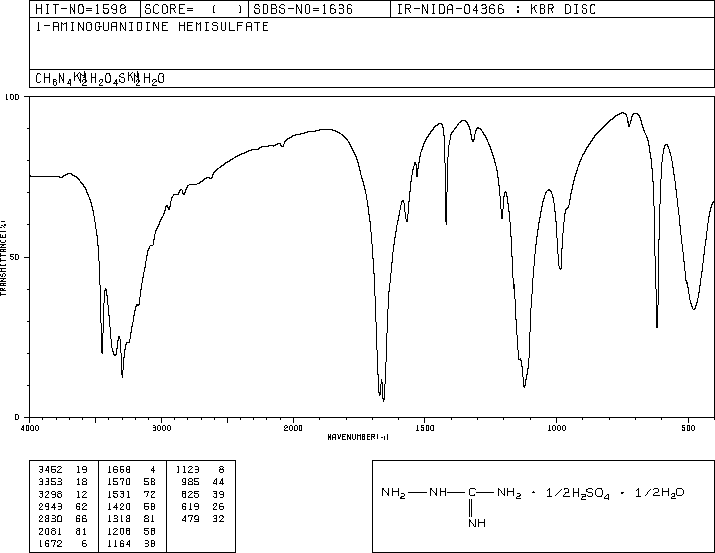 HIT-NO=1598 SCORE= ( ) SDBS-NO=1636 IR-NIDA-04366 : KBR DISC
1-AMINOGUANIDINE HEMISULFATE
100
50
0
TRANSMITTANCE(%)
4000 3000 2000 1500 1000 500
WAVENUMBER(-1)
3452 19 1658 4 1123 8
3353 18 1570 58 985 44
3298 12 1531 72 825 39
2943 62 1420 58 619 26
2830 66 1318 81 479 32
2081 81 1208 58
1672 6 1164 38
NH2—NH—C—NH2 · 1/2H2SO4 · 1/2H2O
NH